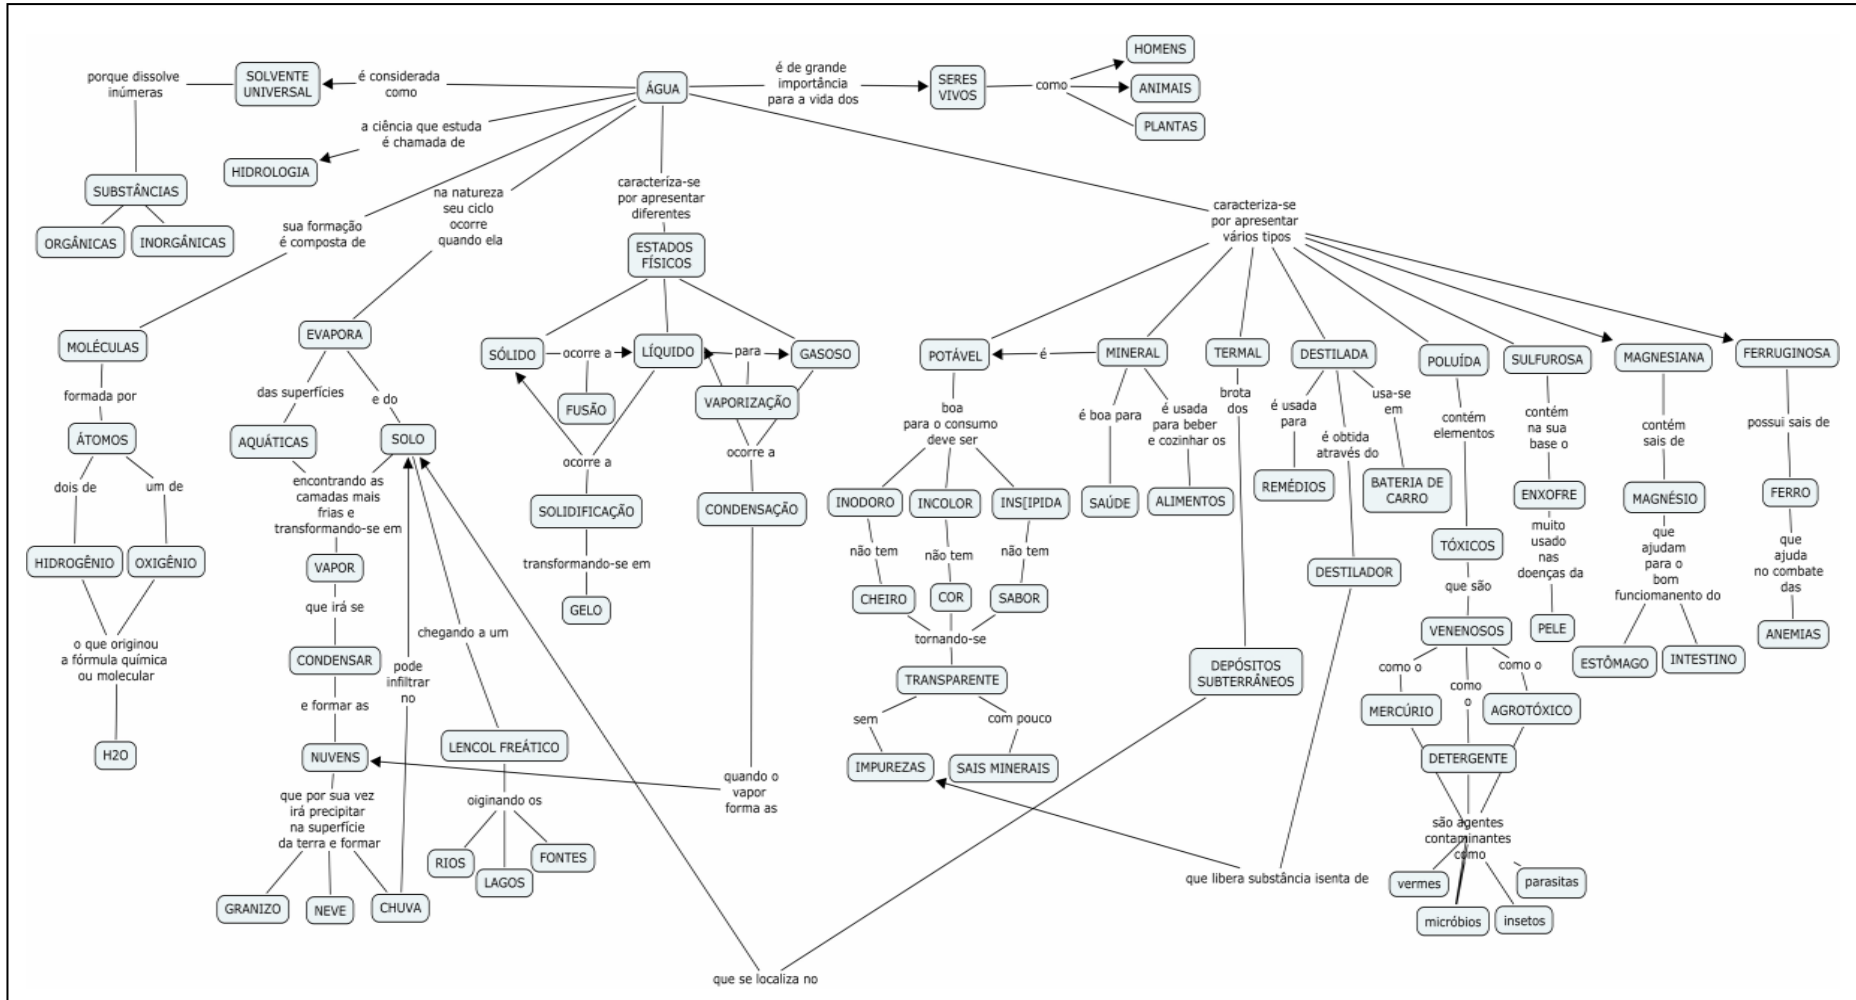 porque dissolve
inúmeras
SOLVENTE
UNIVERSAL
é considerada
como
ÁGUA
é de grande
importância
para a vida dos
SERES
VIVOS
como
HOMENS
ANIMAIS
PLANTAS
a ciência que estuda
é chamada de
HIDROLOGIA
SUBSTÂNCIAS
ORGÂNICAS
INORGÂNICAS
sua formação
é composta de
na natureza
seu ciclo
ocorre
quando ela
caracteríza-se
por apresentar
diferentes
ESTADOS
FÍSICOS
caracteriza-se
por apresentar
vários tipos
MOLÉCULAS
formada por
ÁTOMOS
dois de
um de
HIDROGÊNIO
OXIGÊNIO
o que originou
a fórmula química
ou molecular
H2O
EVAPORA
das superfícies
e do
AQUÁTICAS
SOLO
encontrando as
camadas mais
frias e
transformando-se em
VAPOR
que irá se
CONDENSAR
e formar as
NUVENS
que por sua vez
irá precipitar
na superfície
da terra e formar
GRANIZO
NEVE
CHUVA
pode
infiltrar
no
chegando a um
LENCOL FREÁTICO
oiginando os
RIOS
LAGOS
FONTES
SÓLIDO
ocorre a
LÍQUIDO
para
GASOSO
FUSÃO
VAPORIZAÇÃO
ocorre a
SOLIDIFICAÇÃO
transformando-se em
GELO
ocorre a
CONDENSAÇÃO
quando o
vapor
forma as
POTÁVEL
é
MINERAL
TERMAL
DESTILADA
POLUÍDA
SULFUROSA
MAGNESIANA
FERRUGINOSA
boa
para o consumo
deve ser
INODORO
INCOLOR
INS[IPIDA
não tem
não tem
não tem
CHEIRO
COR
SABOR
tornando-se
TRANSPARENTE
sem
com pouco
IMPUREZAS
SAIS MINERAIS
é boa para
SAÚDE
é usada
para beber
e cozinhar os
ALIMENTOS
brota
dos
DEPÓSITOS
SUBTERRÂNEOS
que se localiza no
é usada
para
REMÉDIOS
é obtida
através do
DESTILADOR
que libera substância isenta de
usa-se
em
BATERIA DE
CARRO
contém
elementos
TÓXICOS
que são
VENENOSOS
como o
como
o
como o
MERCÚRIO
DETERGENTE
AGROTÓXICO
são agentes
contaminantes
como
vermes
micróbios
insetos
parasitas
contém
na sua
base o
ENXOFRE
muito
usado
nas
doenças da
PELE
contém
sais de
MAGNÉSIO
que
ajudam
para o
bom
funciomanento do
ESTÔMAGO
INTESTINO
possui sais de
FERRO
que
ajuda
no combate
das
ANEMIAS